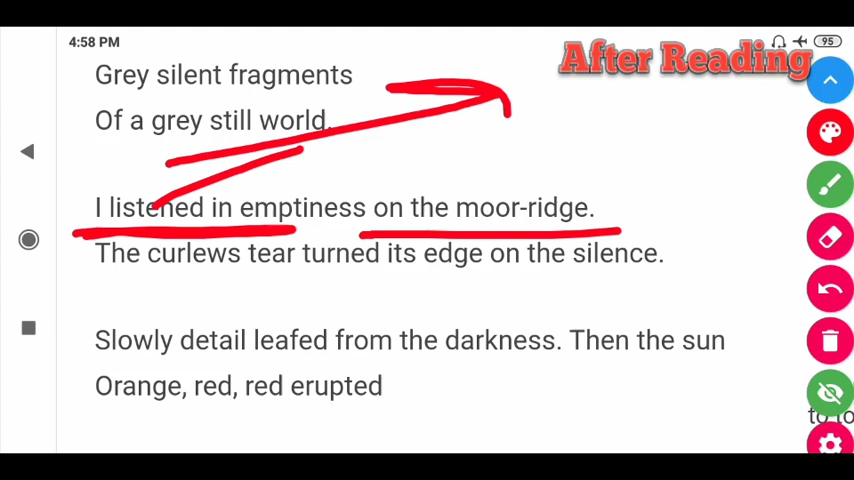 4:58 PM
95
After Reading
Grey silent fragments
Of a grey still world.
I listened in emptiness on the moor-ridge.
The curlews tear turned its edge on the silence.
Slowly detail leafed from the darkness. Then the sun
Orange, red, red erupted